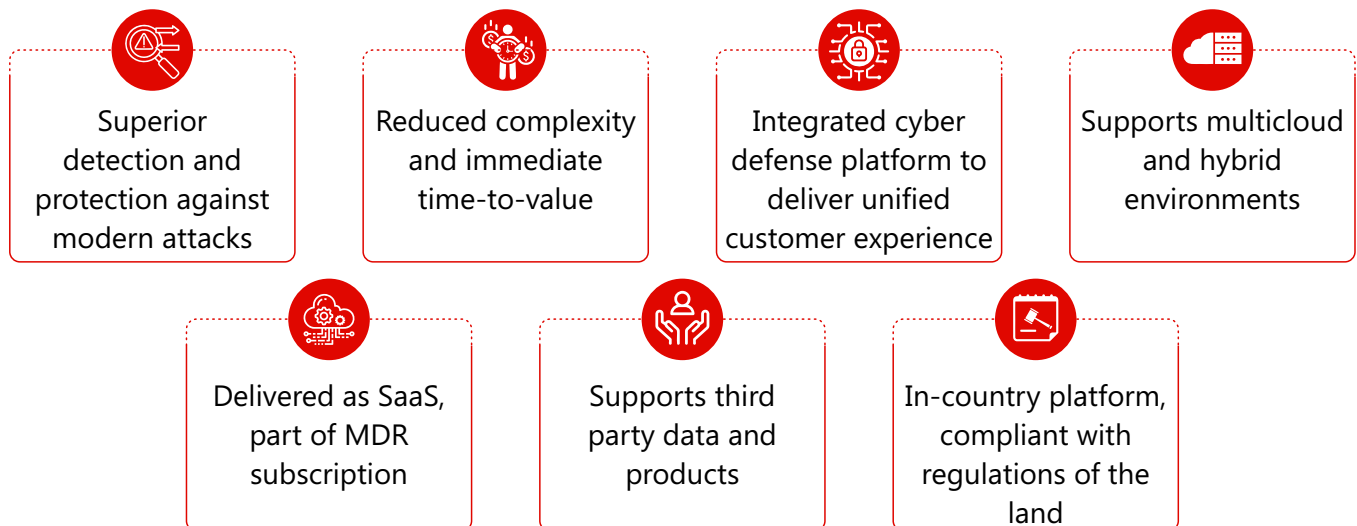 Superior
detection and
protection against
modern attacks
Reduced complexity
and immediate
time-to-value
Integrated cyber
defense platform to
deliver unified
customer experience
Supports multicloud
and hybrid
environments
Delivered as SaaS,
part of MDR
subscription
Supports third
party data and
products
In-country platform,
compliant with
regulations of the
land